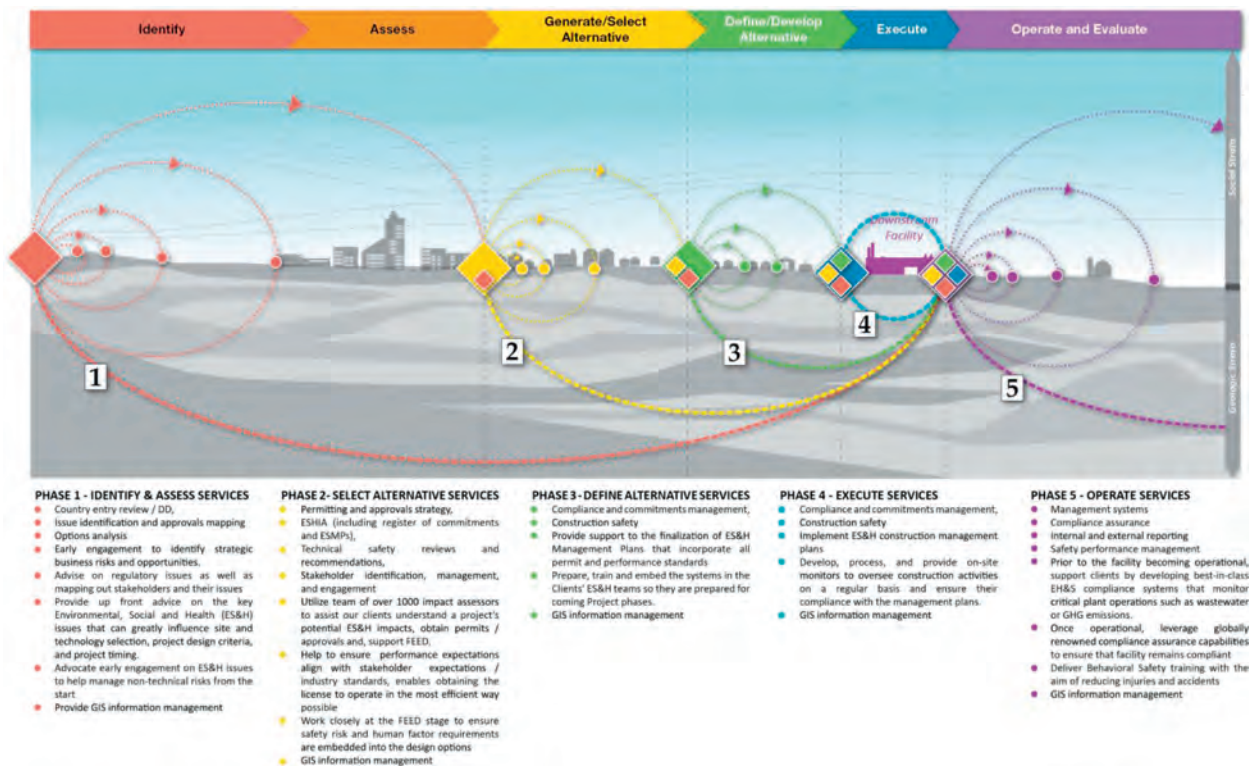 Identify
Assess
Generate/Select
Alternative
Define/Develop
Alternative
Execute
Operate and Evaluate
Social Strata
Downstream
Facility
1
2
3
4
5
Geologic
PHASE 1 - IDENTIFY & ASSESS SERVICES
Country entry review / DD,
Issue identification and approvals mapping
Options analysis
Early engagement to identify strategic
business risks and opportunities.
Advise on regulatory issues as well as
mapping out stakeholders and their issues
Provide up front advice on the key
Environmental, Social and Health (ES&H)
issues that can greatly influence site and
technology selection, project design criteria,
and project timing.
Advocate early engagement on ES&H issues
to help manage non-technical risks from the
start
Provide GIS information management
PHASE 2- SELECT ALTERNATIVE SERVICES
Permitting and approvals strategy,
ESHIA (including register of commitments
and ESMPs),
Technical safety reviews and
recommendations,
Stakeholder identification, management,
and engagement
Utilize team of over 1000 impact assessors
to assist our clients understand a project's
potential ES&H impacts, obtain permits /
approvals and, support FEED.
Help to ensure performance expectations
align with stakeholder expectations /
industry standards, enables obtaining the
license to operate in the most efficient way
possible
Work closely at the FEED stage to ensure
safety risk and human factor requirements
are embedded into the design options
GIS information management
PHASE 3- DEFINE ALTERNATIVE SERVICES
Compliance and commitments management,
Construction safety
Provide support to the finalization of ES&H
Management Plans that incorporate all
permit and performance standards
Prepare, train and embed the systems in the
Clients' ES&H teams so they are prepared for
coming Project phases.
GIS information management
PHASE 4 - EXECUTE SERVICES
Compliance and commitments management,
Construction safety
Implement ES&H construction management
plans
Develop, process, and provide on-site
monitors to oversee construction activities
on a regular basis and ensure their
compliance with the management plans.
GIS information management
PHASE 5 - OPERATE SERVICES
Management systems
Compliance assurance
Internal and external reporting
Safety performance management
Prior to the facility becoming operational,
support clients by developing best-in-class
EH&S compliance systems that monitor
critical plant operations such as wastewater
or GHG emissions.
Once operational, leverage globally
renowned compliance assurance capabilities
to ensure that facility remains compliant
Deliver Behavioral Safety training with the
aim of reducing injuries and accidents
GIS information management